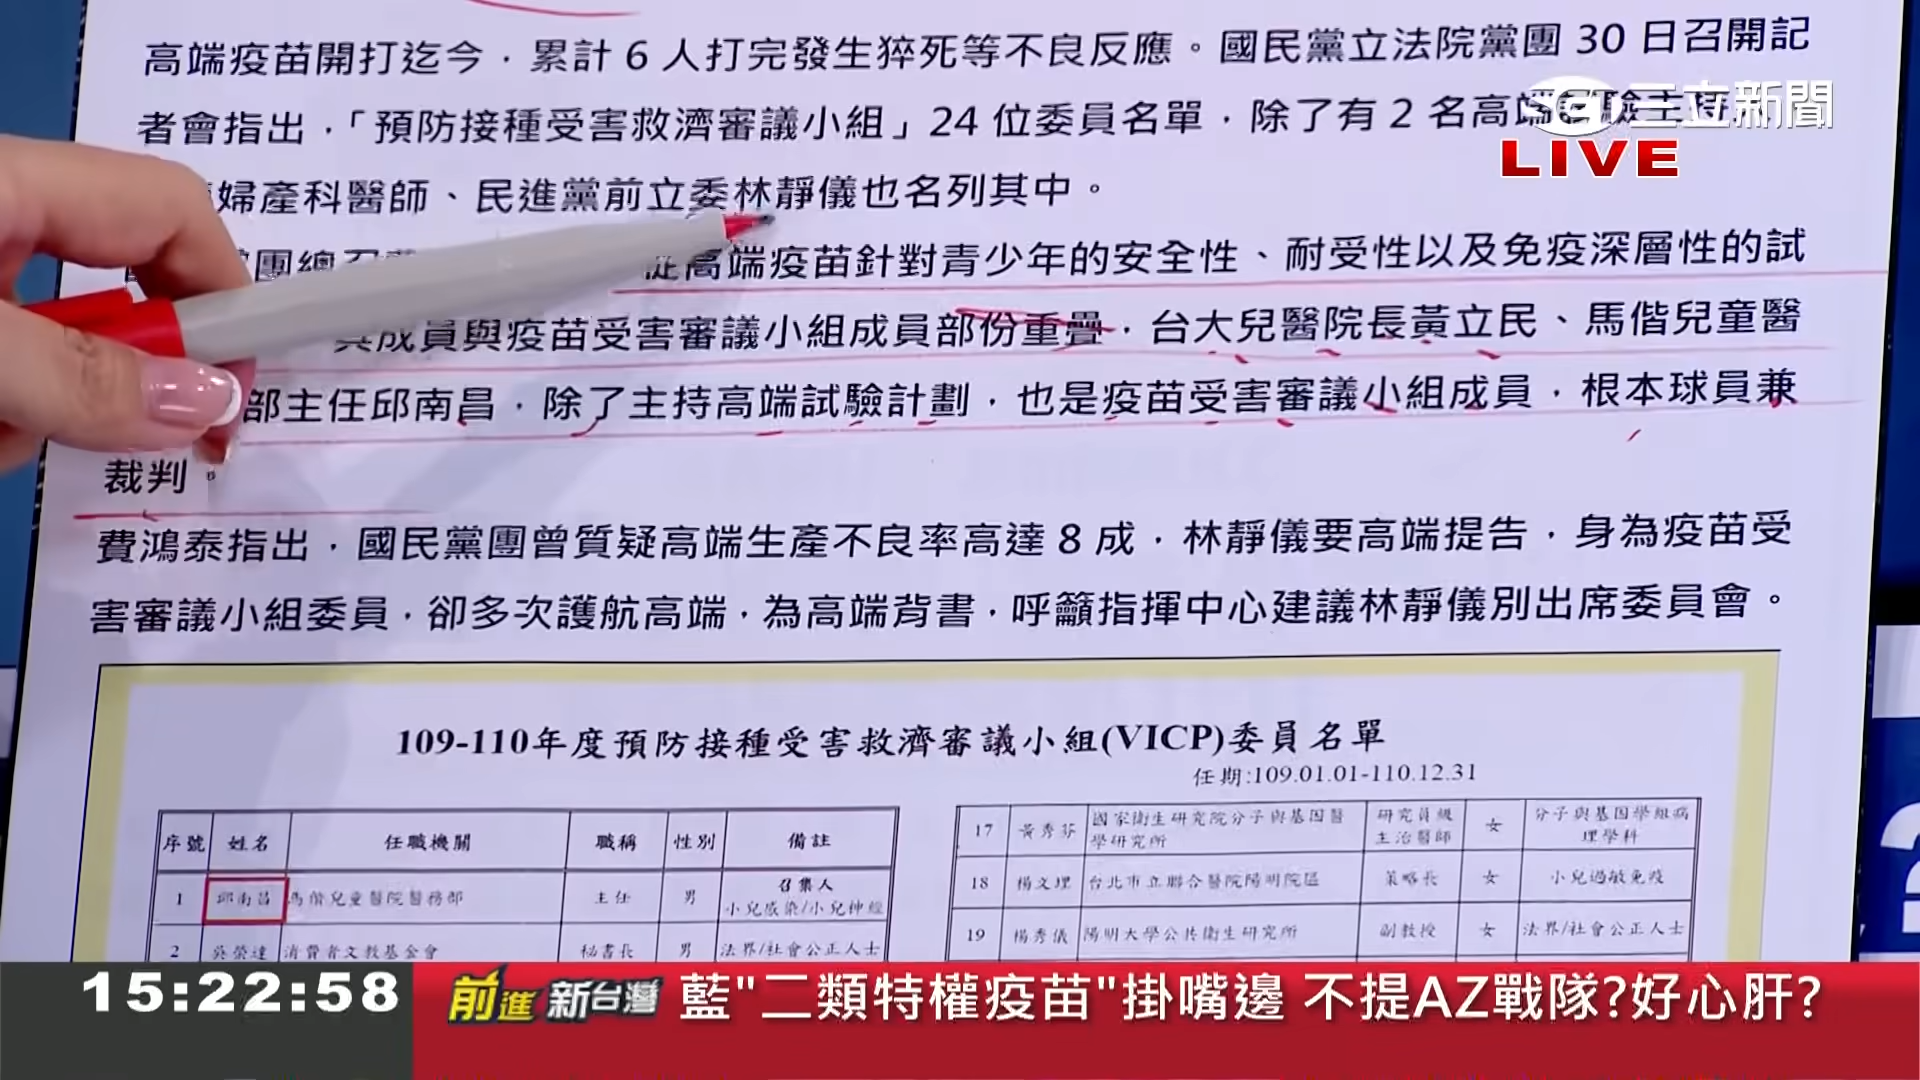 高端疫苗開打迄今，累計6人打完發生猝死等不良反應。國民黨立法院黨團30日召開記
者會指出，「預防接種受害救濟審議小組」24位委員名單，除了有2名高端試驗主持
婦產科醫師、民進黨前立委林靜儀也名列其中。
從高端疫苗針對青少年的安全性、耐受性以及免疫深層性的試
其成員與疫苗受害審議小組成員部份重疊，台大兒醫院長黃立民、馬偕兒童醫
部主任邱南昌，除了主持高端試驗計劃，也是疫苗受害審議小組成員，根本球員兼
裁判。
費鴻泰指出，國民黨團曾質疑高端生產不良率高達8成，林靜儀要高端提告，身為疫苗受
害審議小組委員，卻多次護航高端，為高端背書，呼籲指揮中心建議林靜儀別出席委員會。
三立新聞
LIVE
109-110年度預防接種受害救濟審議小組(VICP)委員名單
任期:109.01.01-110.12.31
序號 姓名 任職機關 職稱 性別 備註
1 邱南昌 馬偕兒童醫院醫務部 主任 男 召集人 小兒感染/小兒神經
2 吳榮達 消費者文教基金會 秘書長 男 法界/社會公正人士
17 黃秀芬 國家衛生研究院分子與基因醫學研究所 研究員級主治醫師 女 分子與基因學組病理學科
18 楊文理 台北市立聯合醫院陽明院區 策略長 女 小兒過敏免疫
19 楊秀儀 陽明大學公共衛生研究所 副教授 女 法界/社會公正人士
15:22:58
前進新台灣
藍"二類特權疫苗"掛嘴邊 不提AZ戰隊?好心肝?